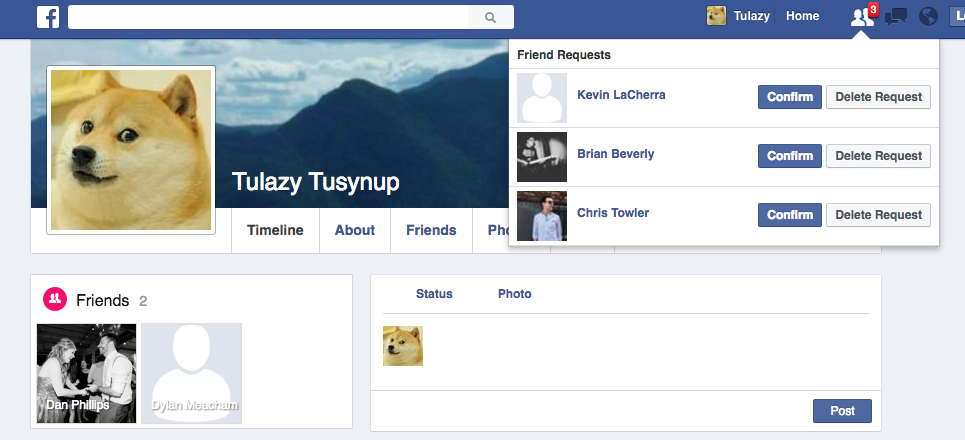 f
Tulazy
Home
3
Friend Requests
Kevin LaCherra
Confirm
Delete Request
Brian Beverly
Confirm
Delete Request
Chris Towler
Confirm
Delete Request
Tulazy Tusynup
Timeline
About
Friends
Friends 2
Dan Phillips
Dylan Meacham
Status
Photo
Post